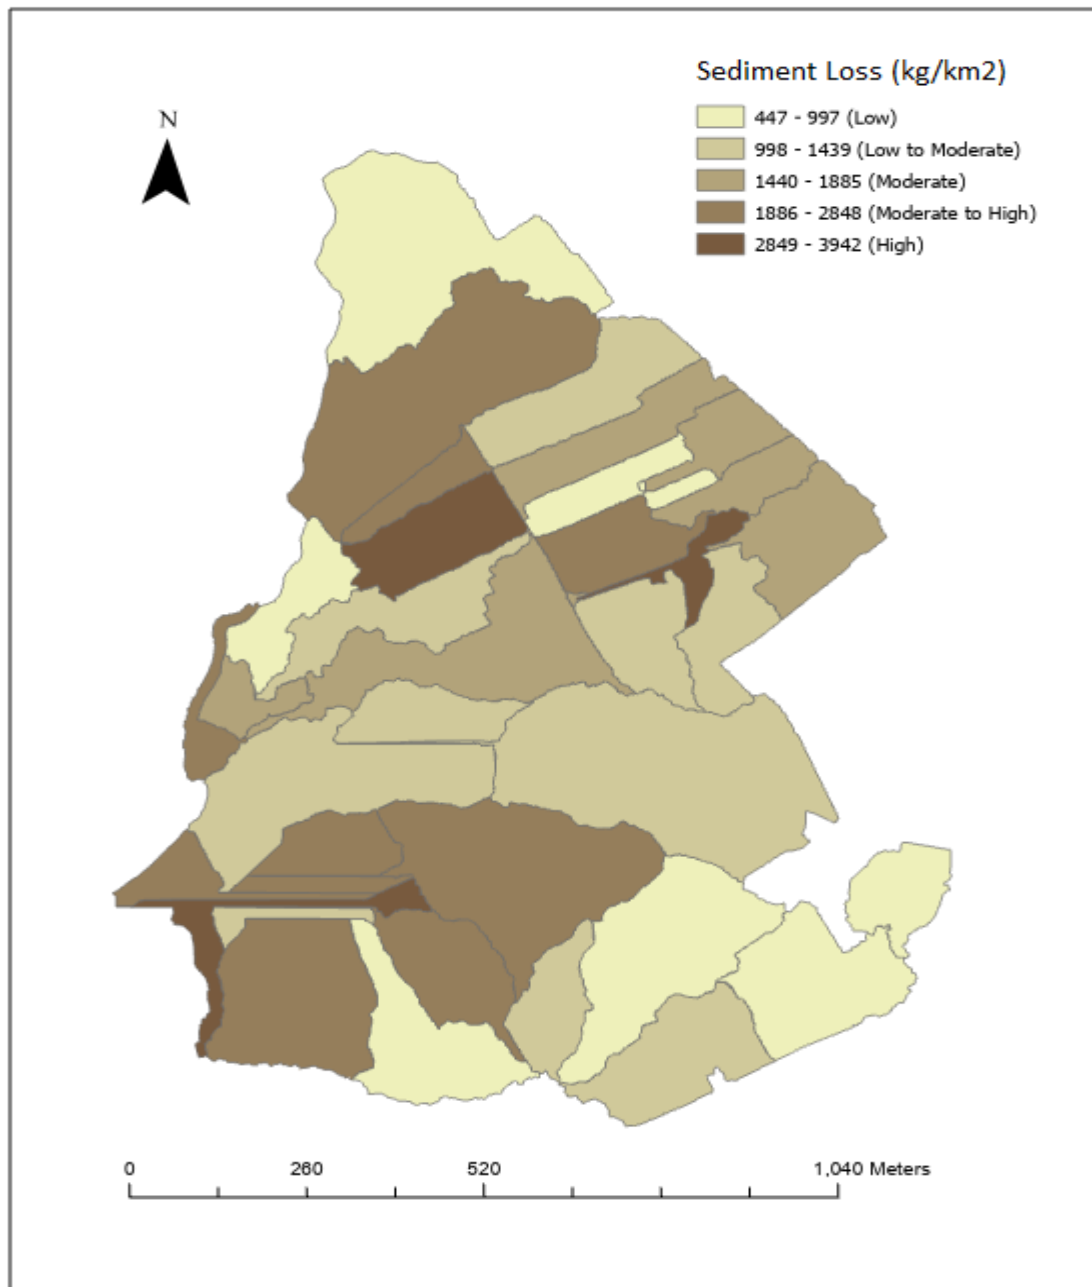 Sediment Loss (kg/km2)
447 - 997 (Low)
998 - 1439 (Low to Moderate)
1440 - 1885 (Moderate)
1886 - 2848 (Moderate to High)
2849 - 3942 (High)
N
0 260 520 1,040 Meters